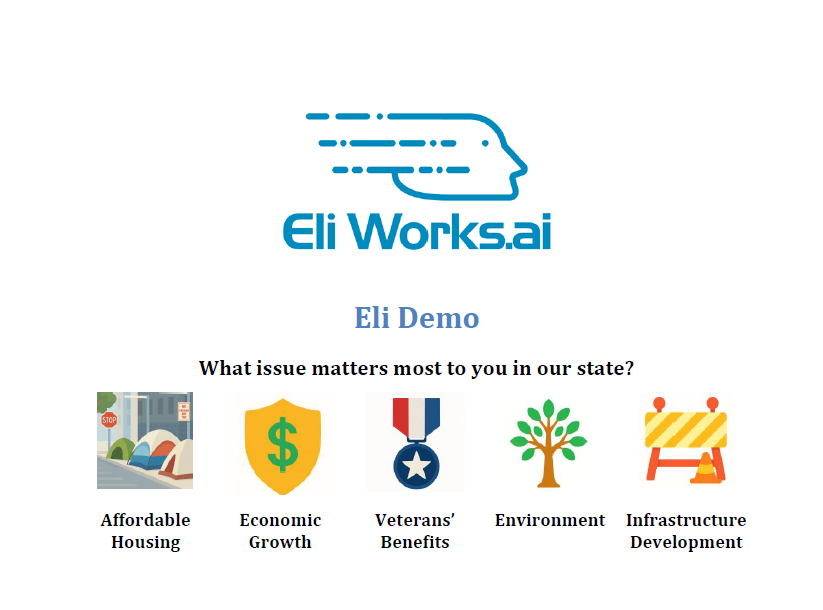 Eli Works.ai
Eli Demo
What issue matters most to you in our state?
STOP
Affordable Housing
Economic Growth
Veterans’ Benefits
Environment
Infrastructure Development